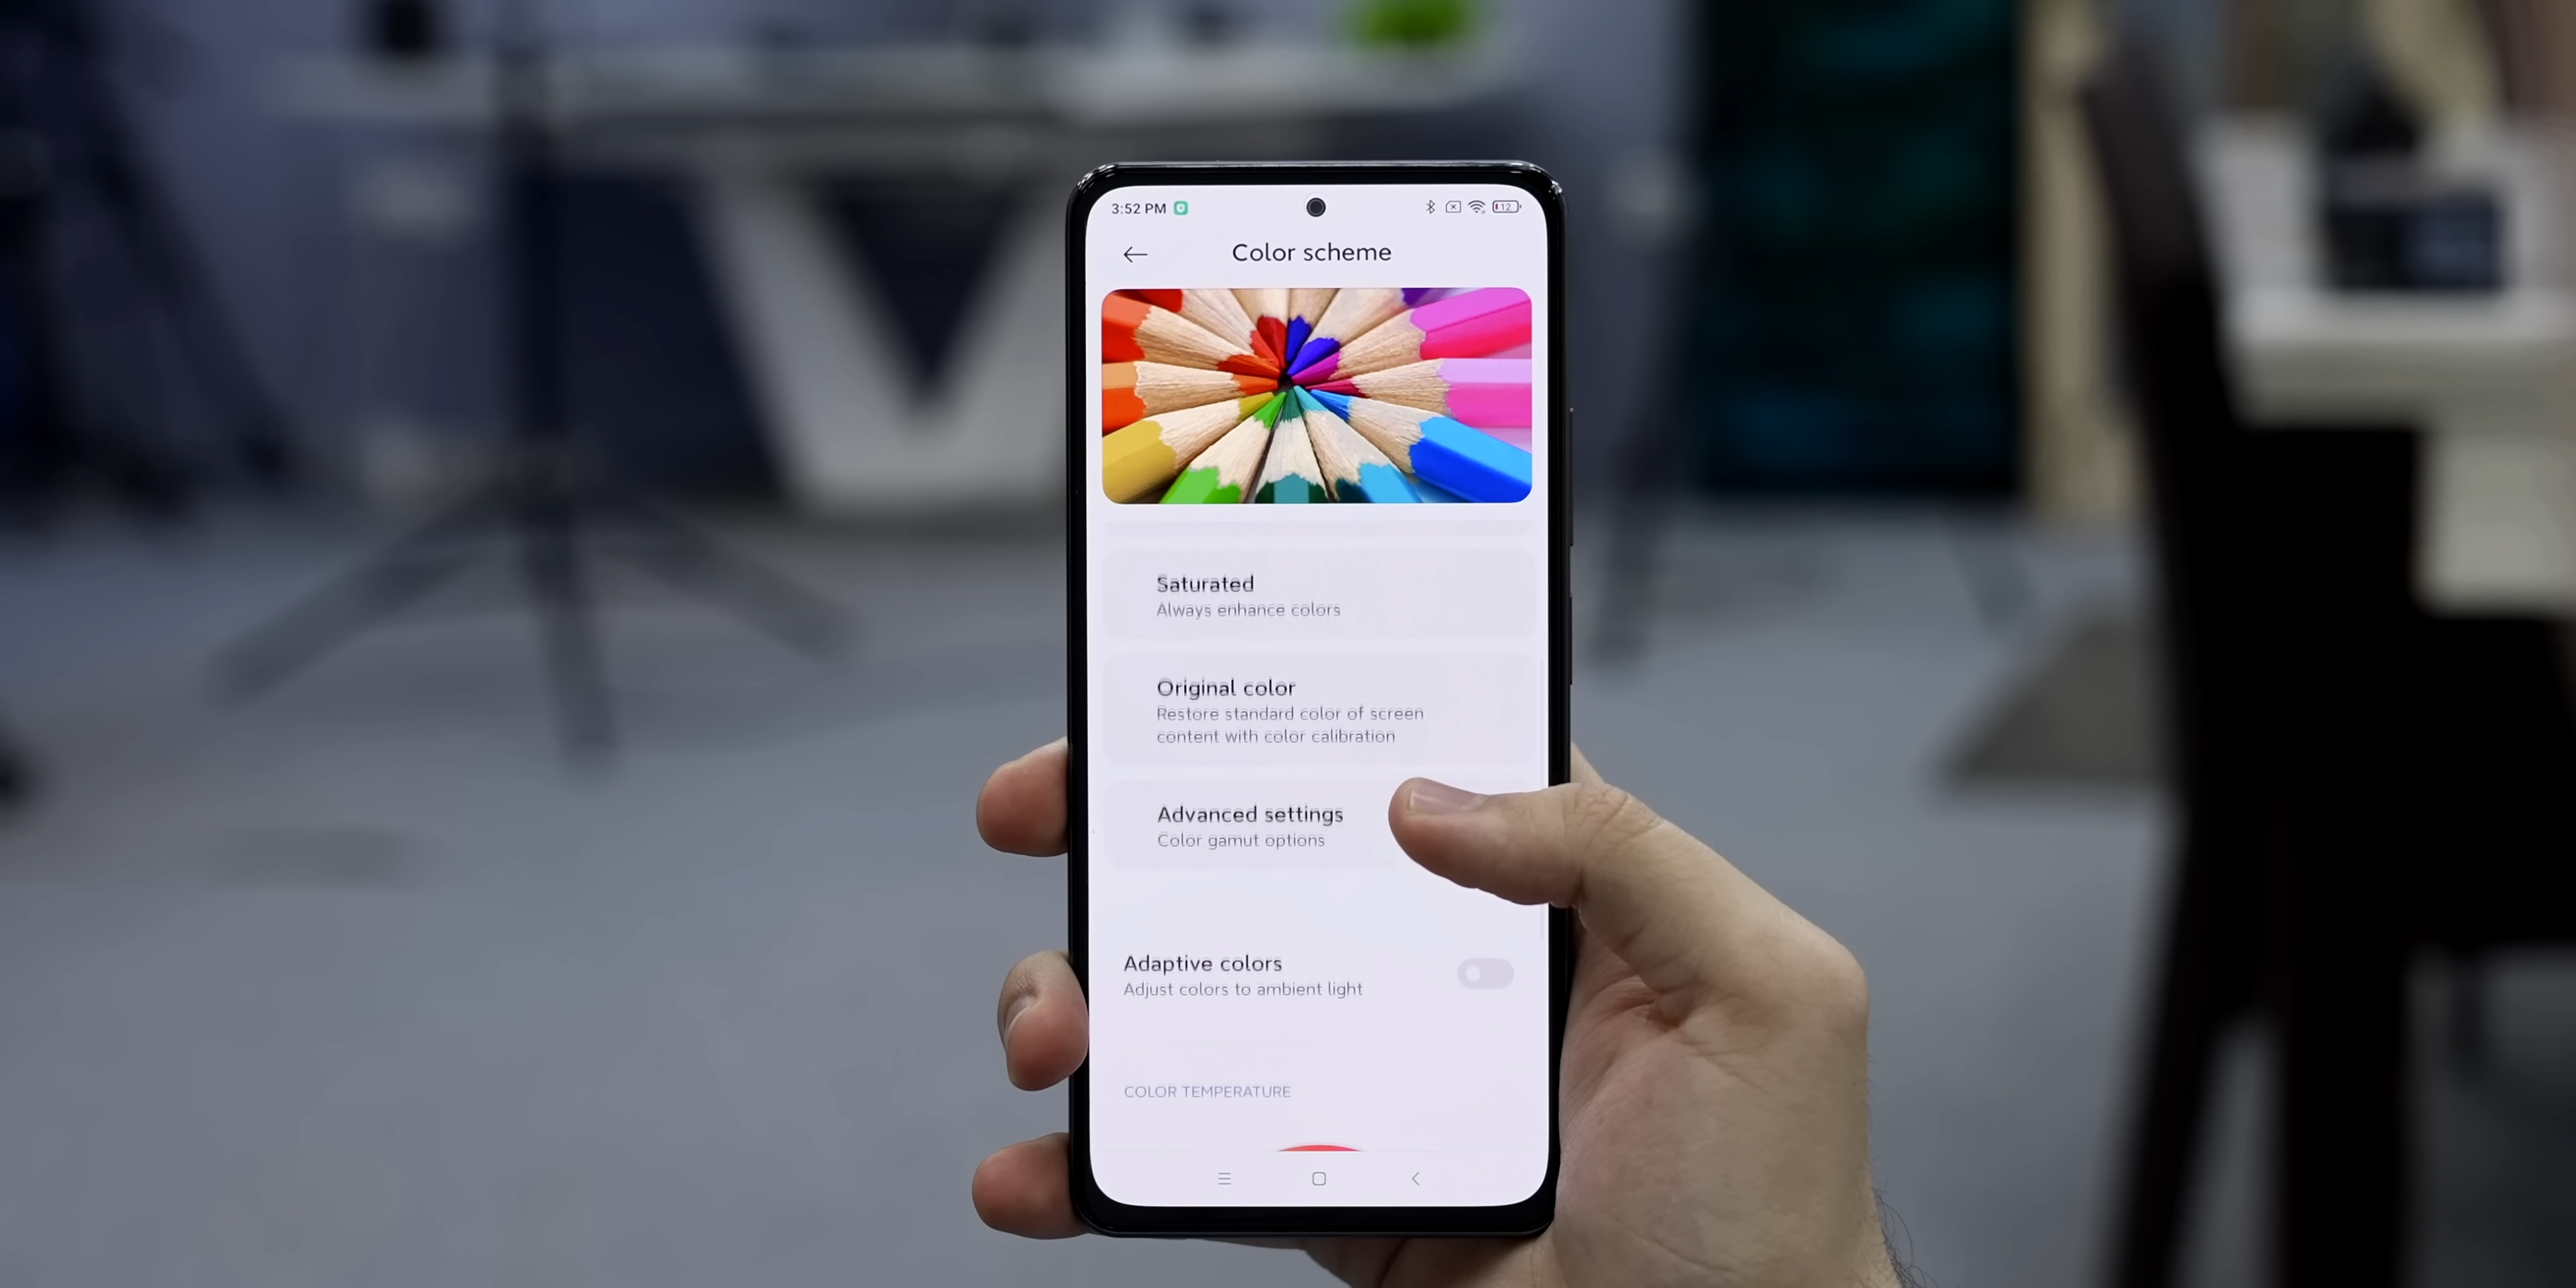 3:52 PM
12
Color scheme
Saturated
Always enhance colors
Original color
Restore standard color of screen
content with color calibration
Advanced settings
Color gamut options
Adaptive colors
Adjust colors to ambient light
COLOR TEMPERATURE